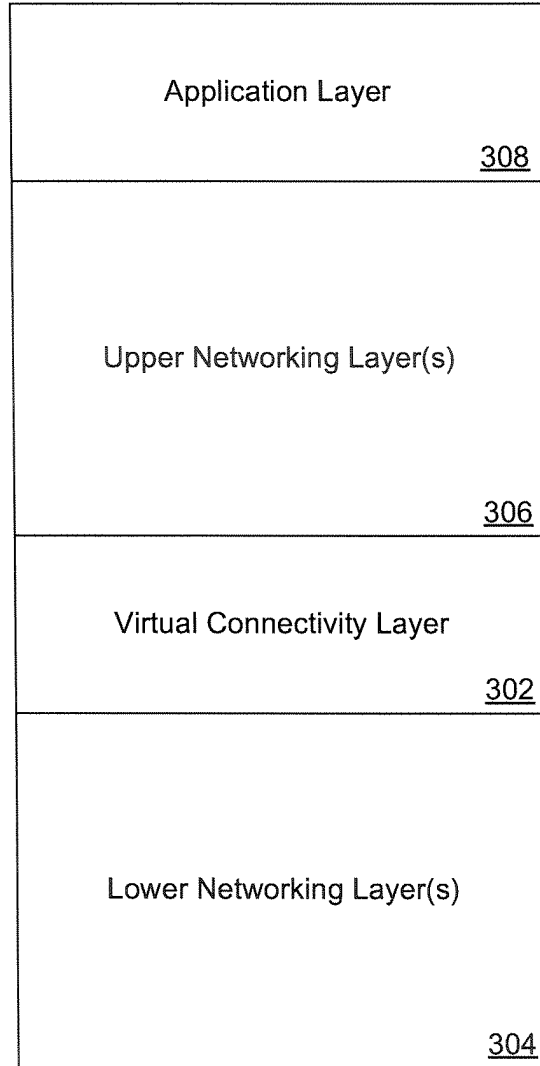 Application Layer
308
Upper Networking Layer(s)
306
Virtual Connectivity Layer
302
Lower Networking Layer(s)
304